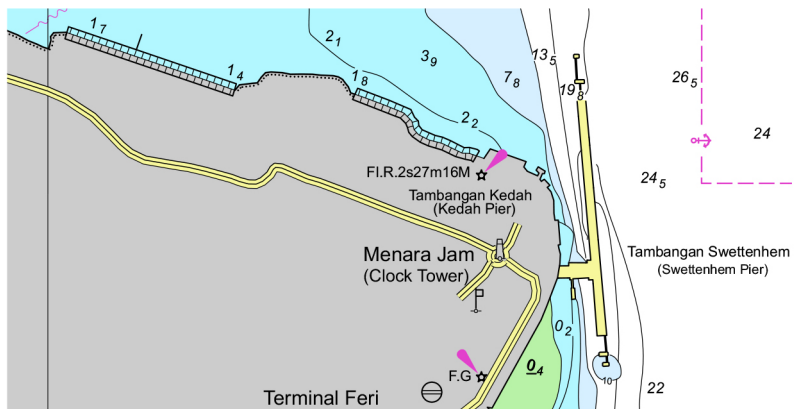 1₇
2₁
3₉
13₅
7₈
26₅
1₄
1₈
19₈
2₂
24
Fl.R.2s27m16M
24₅
Tambangan Kedah
(Kedah Pier)
Menara Jam
(Clock Tower)
Tambangan Swettenhem
(Swettenhem Pier)
0₂
0₄
F.G
10
22
Terminal Feri